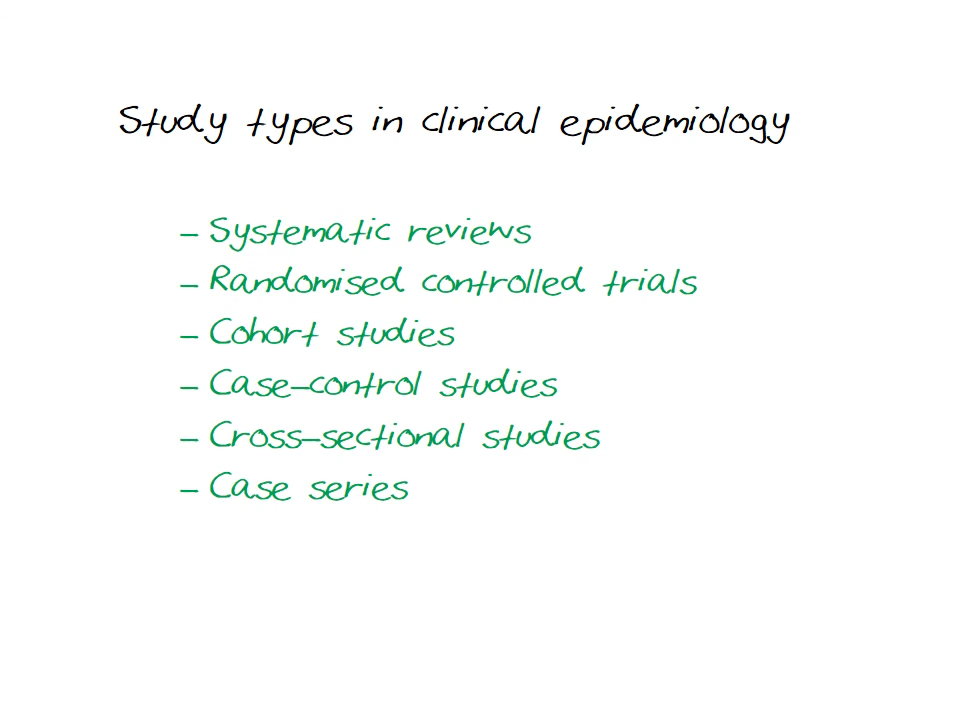 Study types in clinical epidemiology
– Systematic reviews
– Randomised controlled trials
– Cohort studies
– Case-control studies
– Cross-sectional studies
– Case series